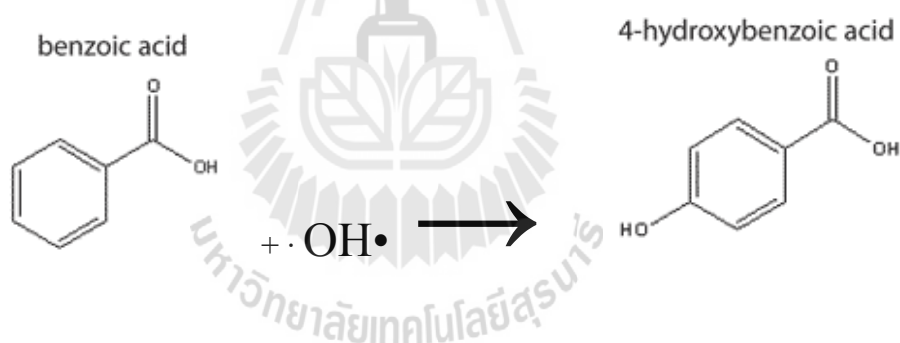 benzoic acid
4-hydroxybenzoic acid
O
OH
O
OH
HO
+ · OH•
มหาวิทยาลัยเทคโนโลยีสุรนารี